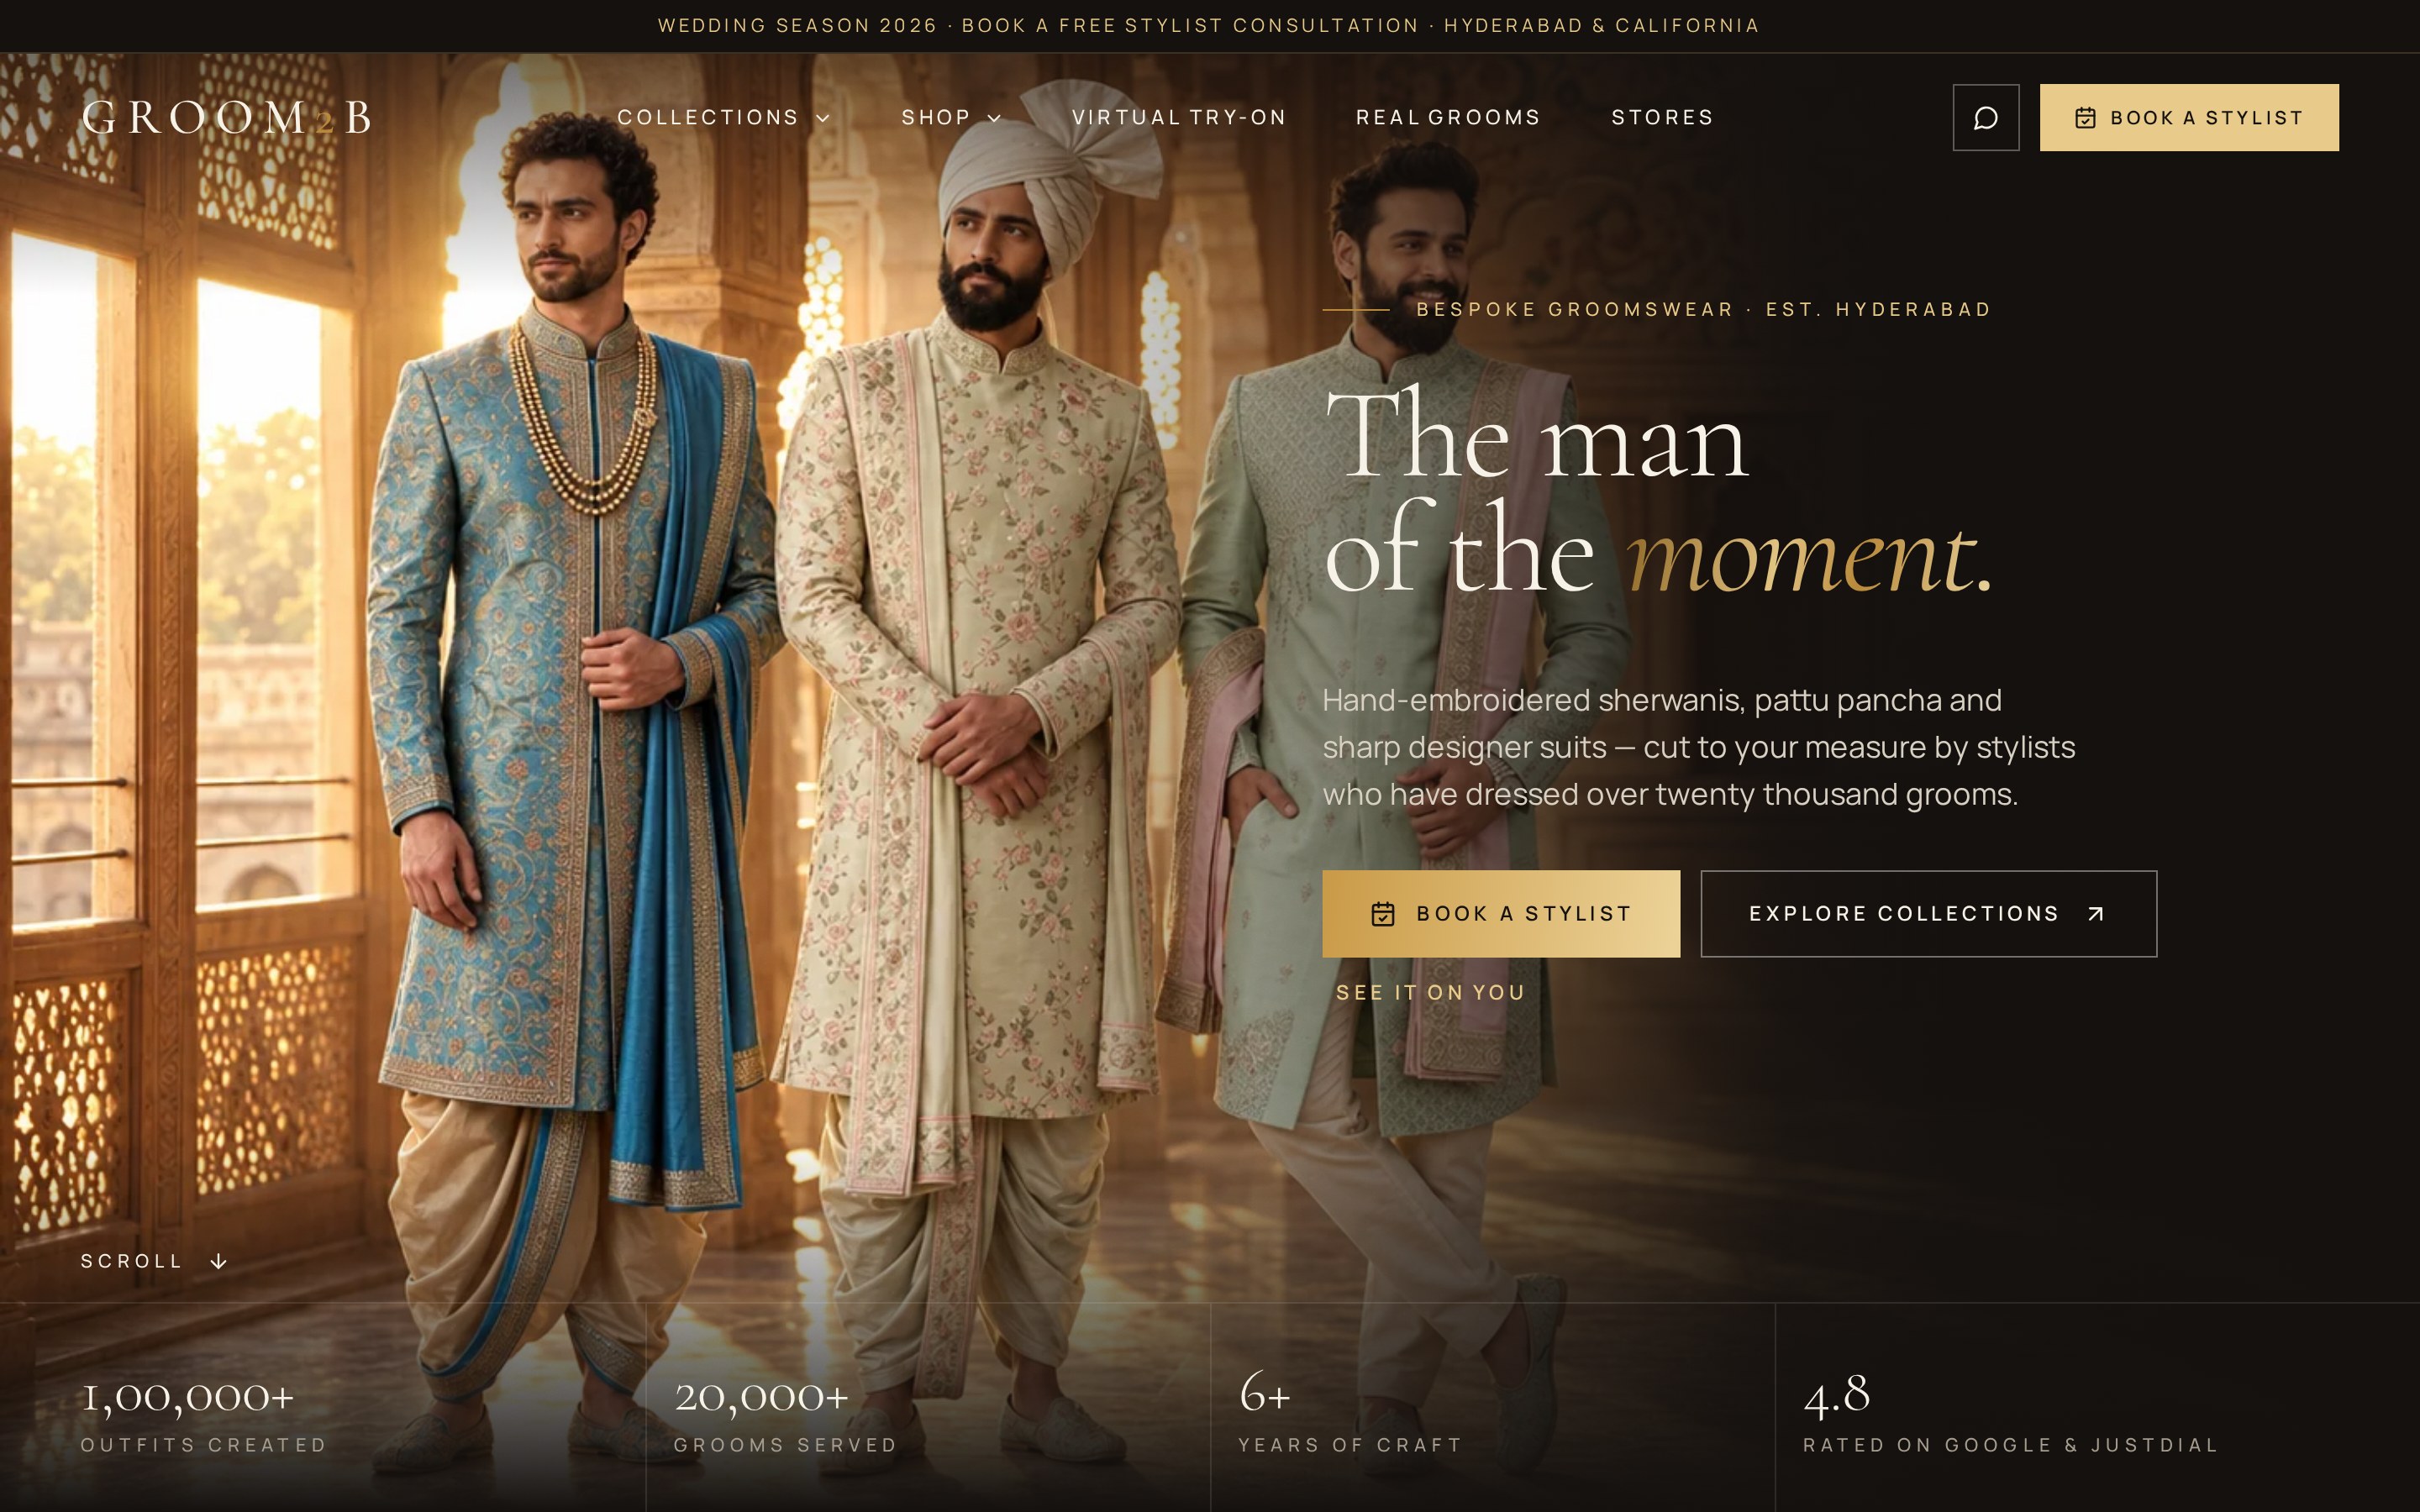 WEDDING SEASON 2026 · BOOK A FREE STYLIST CONSULTATION · HYDERABAD & CALIFORNIA
GROOM2B
COLLECTIONS
SHOP
VIRTUAL TRY-ON
REAL GROOMS
STORES
BOOK A STYLIST
BESPOKE GROOMSWEAR · EST. HYDERABAD
The man
of the moment.
Hand-embroidered sherwanis, pattu pancha and
sharp designer suits — cut to your measure by stylists
who have dressed over twenty thousand grooms.
BOOK A STYLIST
EXPLORE COLLECTIONS
SEE IT ON YOU
SCROLL
1,00,000+
OUTFITS CREATED
20,000+
GROOMS SERVED
6+
YEARS OF CRAFT
4.8
RATED ON GOOGLE & JUSTDIAL